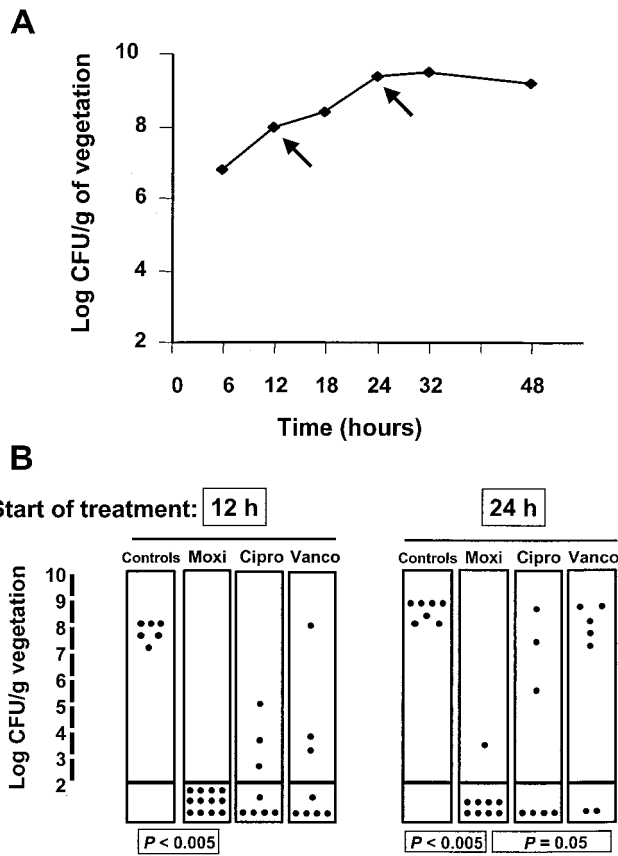 A
Log CFU/g of vegetation
10
8
6
4
2
0 6 12 18 24 32 48
Time (hours)
B
Start of treatment: 12 h 24 h
Controls Moxi Cipro Vanco Controls Moxi Cipro Vanco
Log CFU/g vegetation
10
9
8
7
6
5
4
3
2
P < 0.005 P < 0.005 P = 0.05